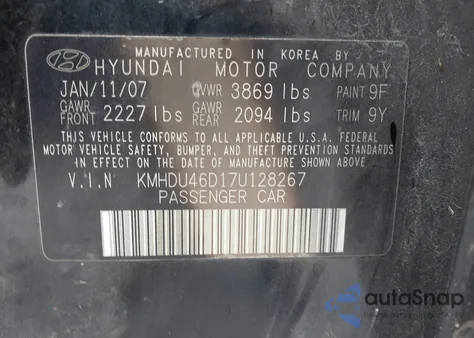 MANUFACTURED IN KOREA BY
HYUNDAI MOTOR COMPANY
JAN/11/07 GVWR 3869 lbs PAINT 9F
GAWR FRONT 2227 lbs GAWR REAR 2094 lbs TRIM 9Y
THIS VEHICLE CONFORMS TO ALL APPLICABLE U.S.A. FEDERAL
MOTOR VEHICLE SAFETY, BUMPER, AND THEFT PREVENTION STANDARDS
IN EFFECT ON THE DATE OF MANUFACTURE SHOWN ABOVE.
V.I.N KMHDU46D17U128267
PASSENGER CAR
autoSnap